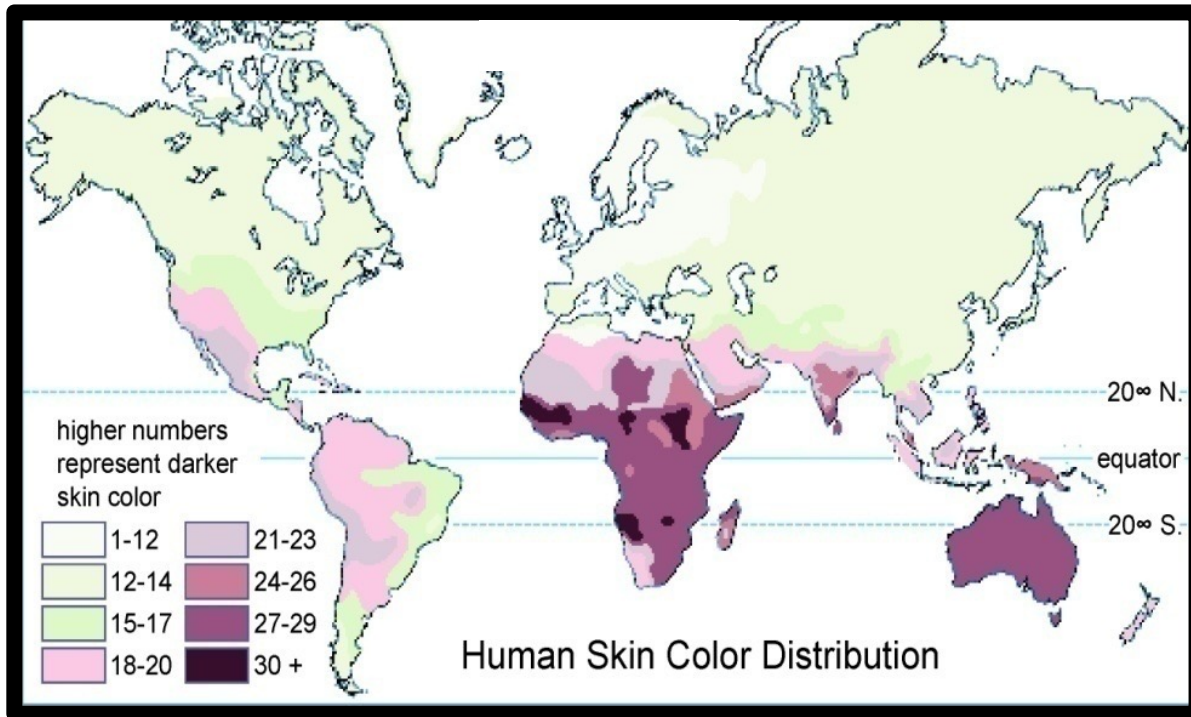 20∞ N.
higher numbers
represent darker
skin color
equator
20∞ S.
1-12
21-23
12-14
24-26
15-17
27-29
18-20
30 +
Human Skin Color Distribution